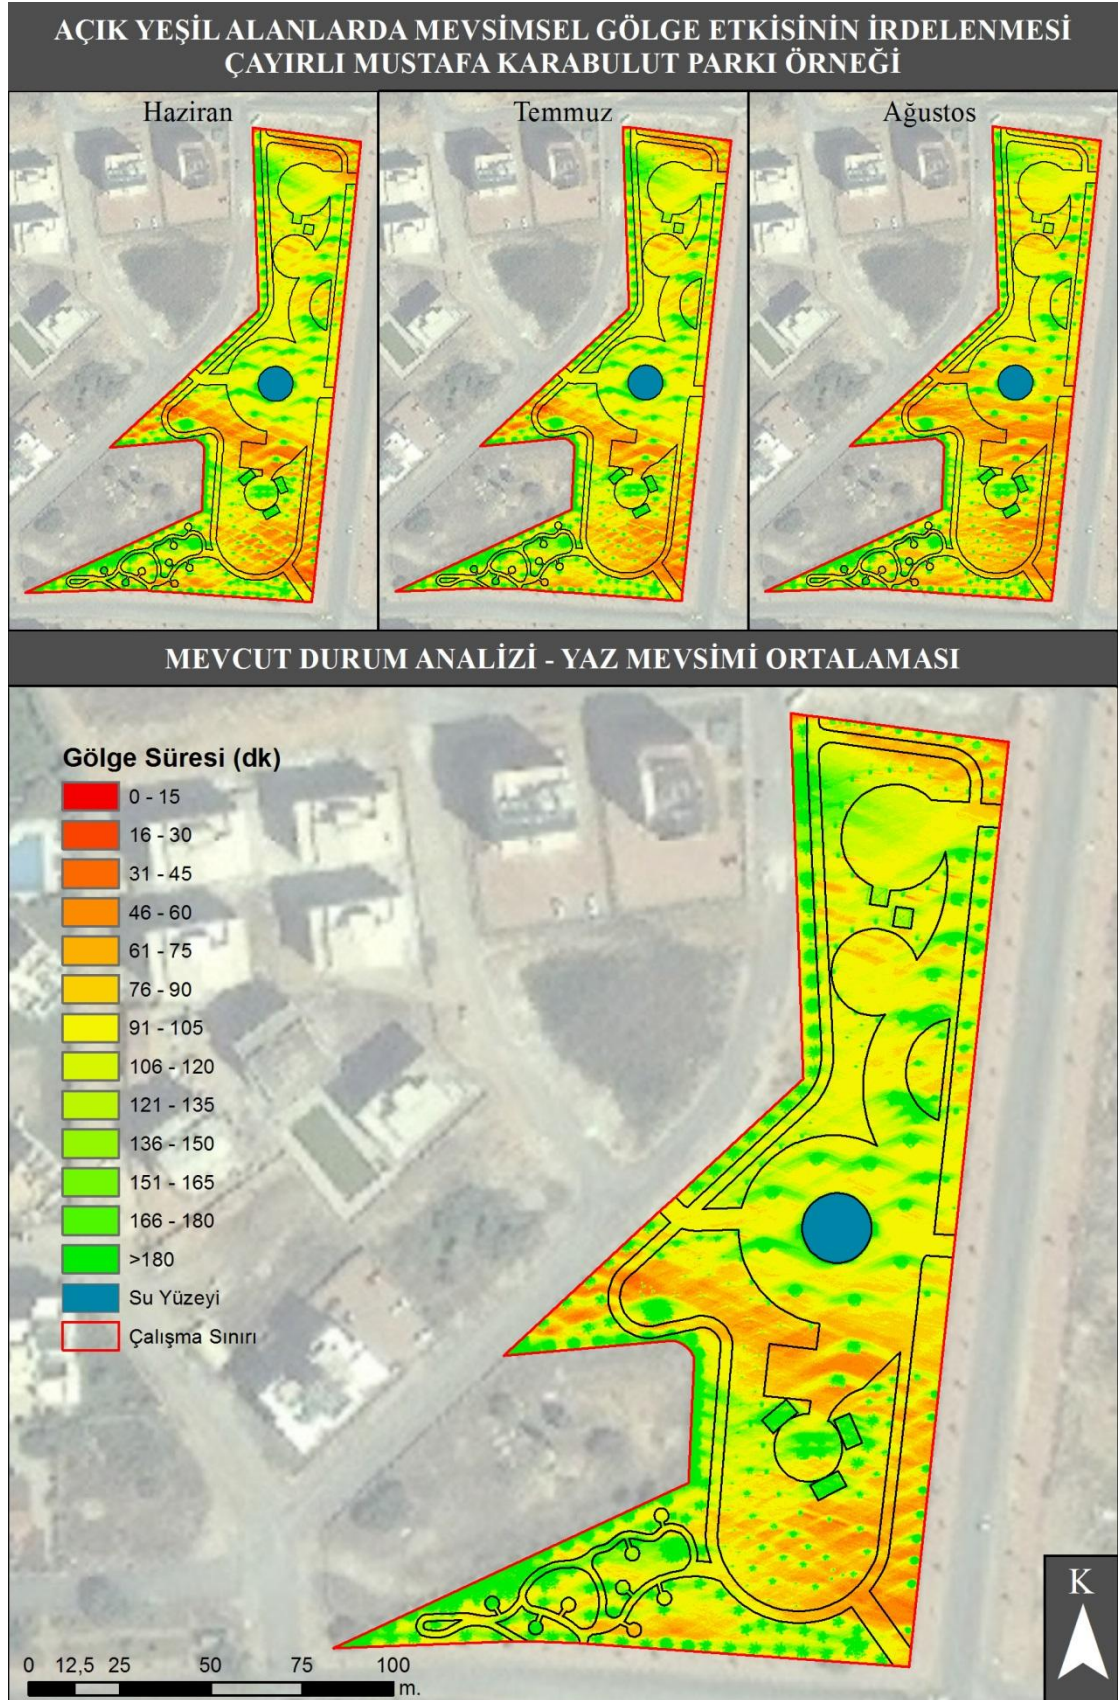 AÇIK YEŞİL ALANLARDA MEVSİMSEL GÖLGE ETKİSİNİN İRDELENMESİ
ÇAYIRLI MUSTAFA KARABULUT PARKI ÖRNEĞİ
Haziran
Temmuz
Ağustos
MEVCUT DURUM ANALİZİ - YAZ MEVSİMİ ORTALAMASI
Gölge Süresi (dk)
0 - 15
16 - 30
31 - 45
46 - 60
61 - 75
76 - 90
91 - 105
106 - 120
121 - 135
136 - 150
151 - 165
166 - 180
>180
Su Yüzeyi
Çalışma Sınırı
K
0 12,5 25 50 75 100
m.